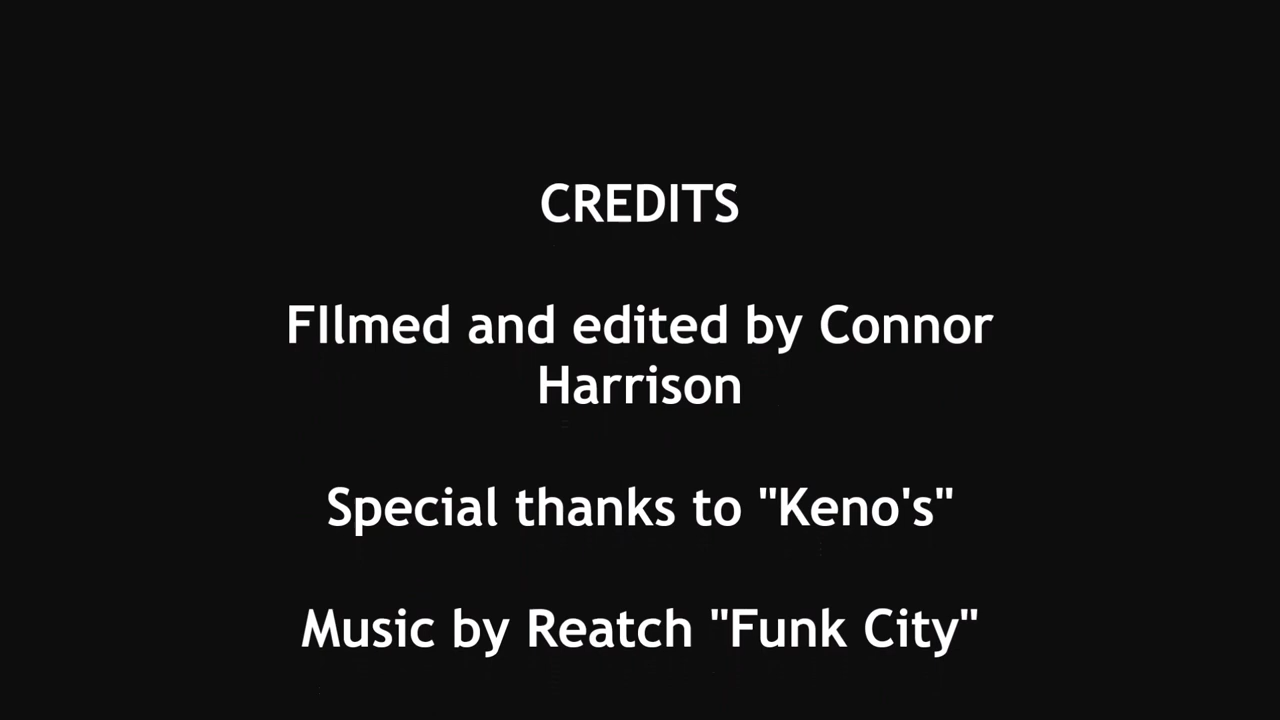 CREDITS
FIlmed and edited by Connor
Harrison
Special thanks to "Keno's"
Music by Reatch "Funk City"